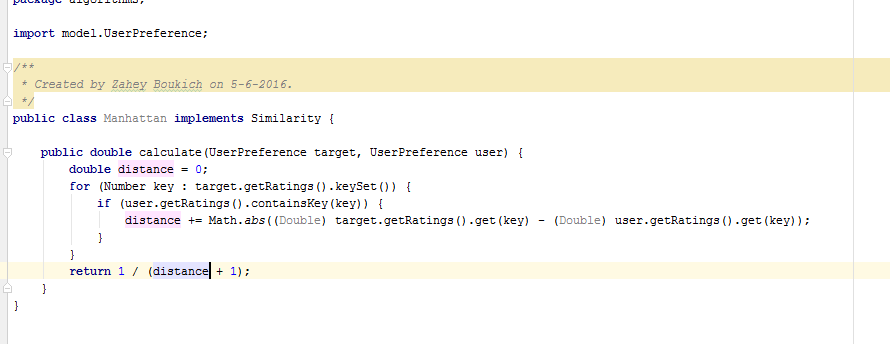 package algorithms;
import model.UserPreference;
/**
* Created by Zahey Boukich on 5-6-2016.
*/
public class Manhattan implements Similarity {
public double calculate(UserPreference target, UserPreference user) {
double distance = 0;
for (Number key : target.getRatings().keySet()) {
if (user.getRatings().containsKey(key)) {
distance += Math.abs((Double) target.getRatings().get(key) - (Double) user.getRatings().get(key));
}
}
return 1 / (distance + 1);
}
}